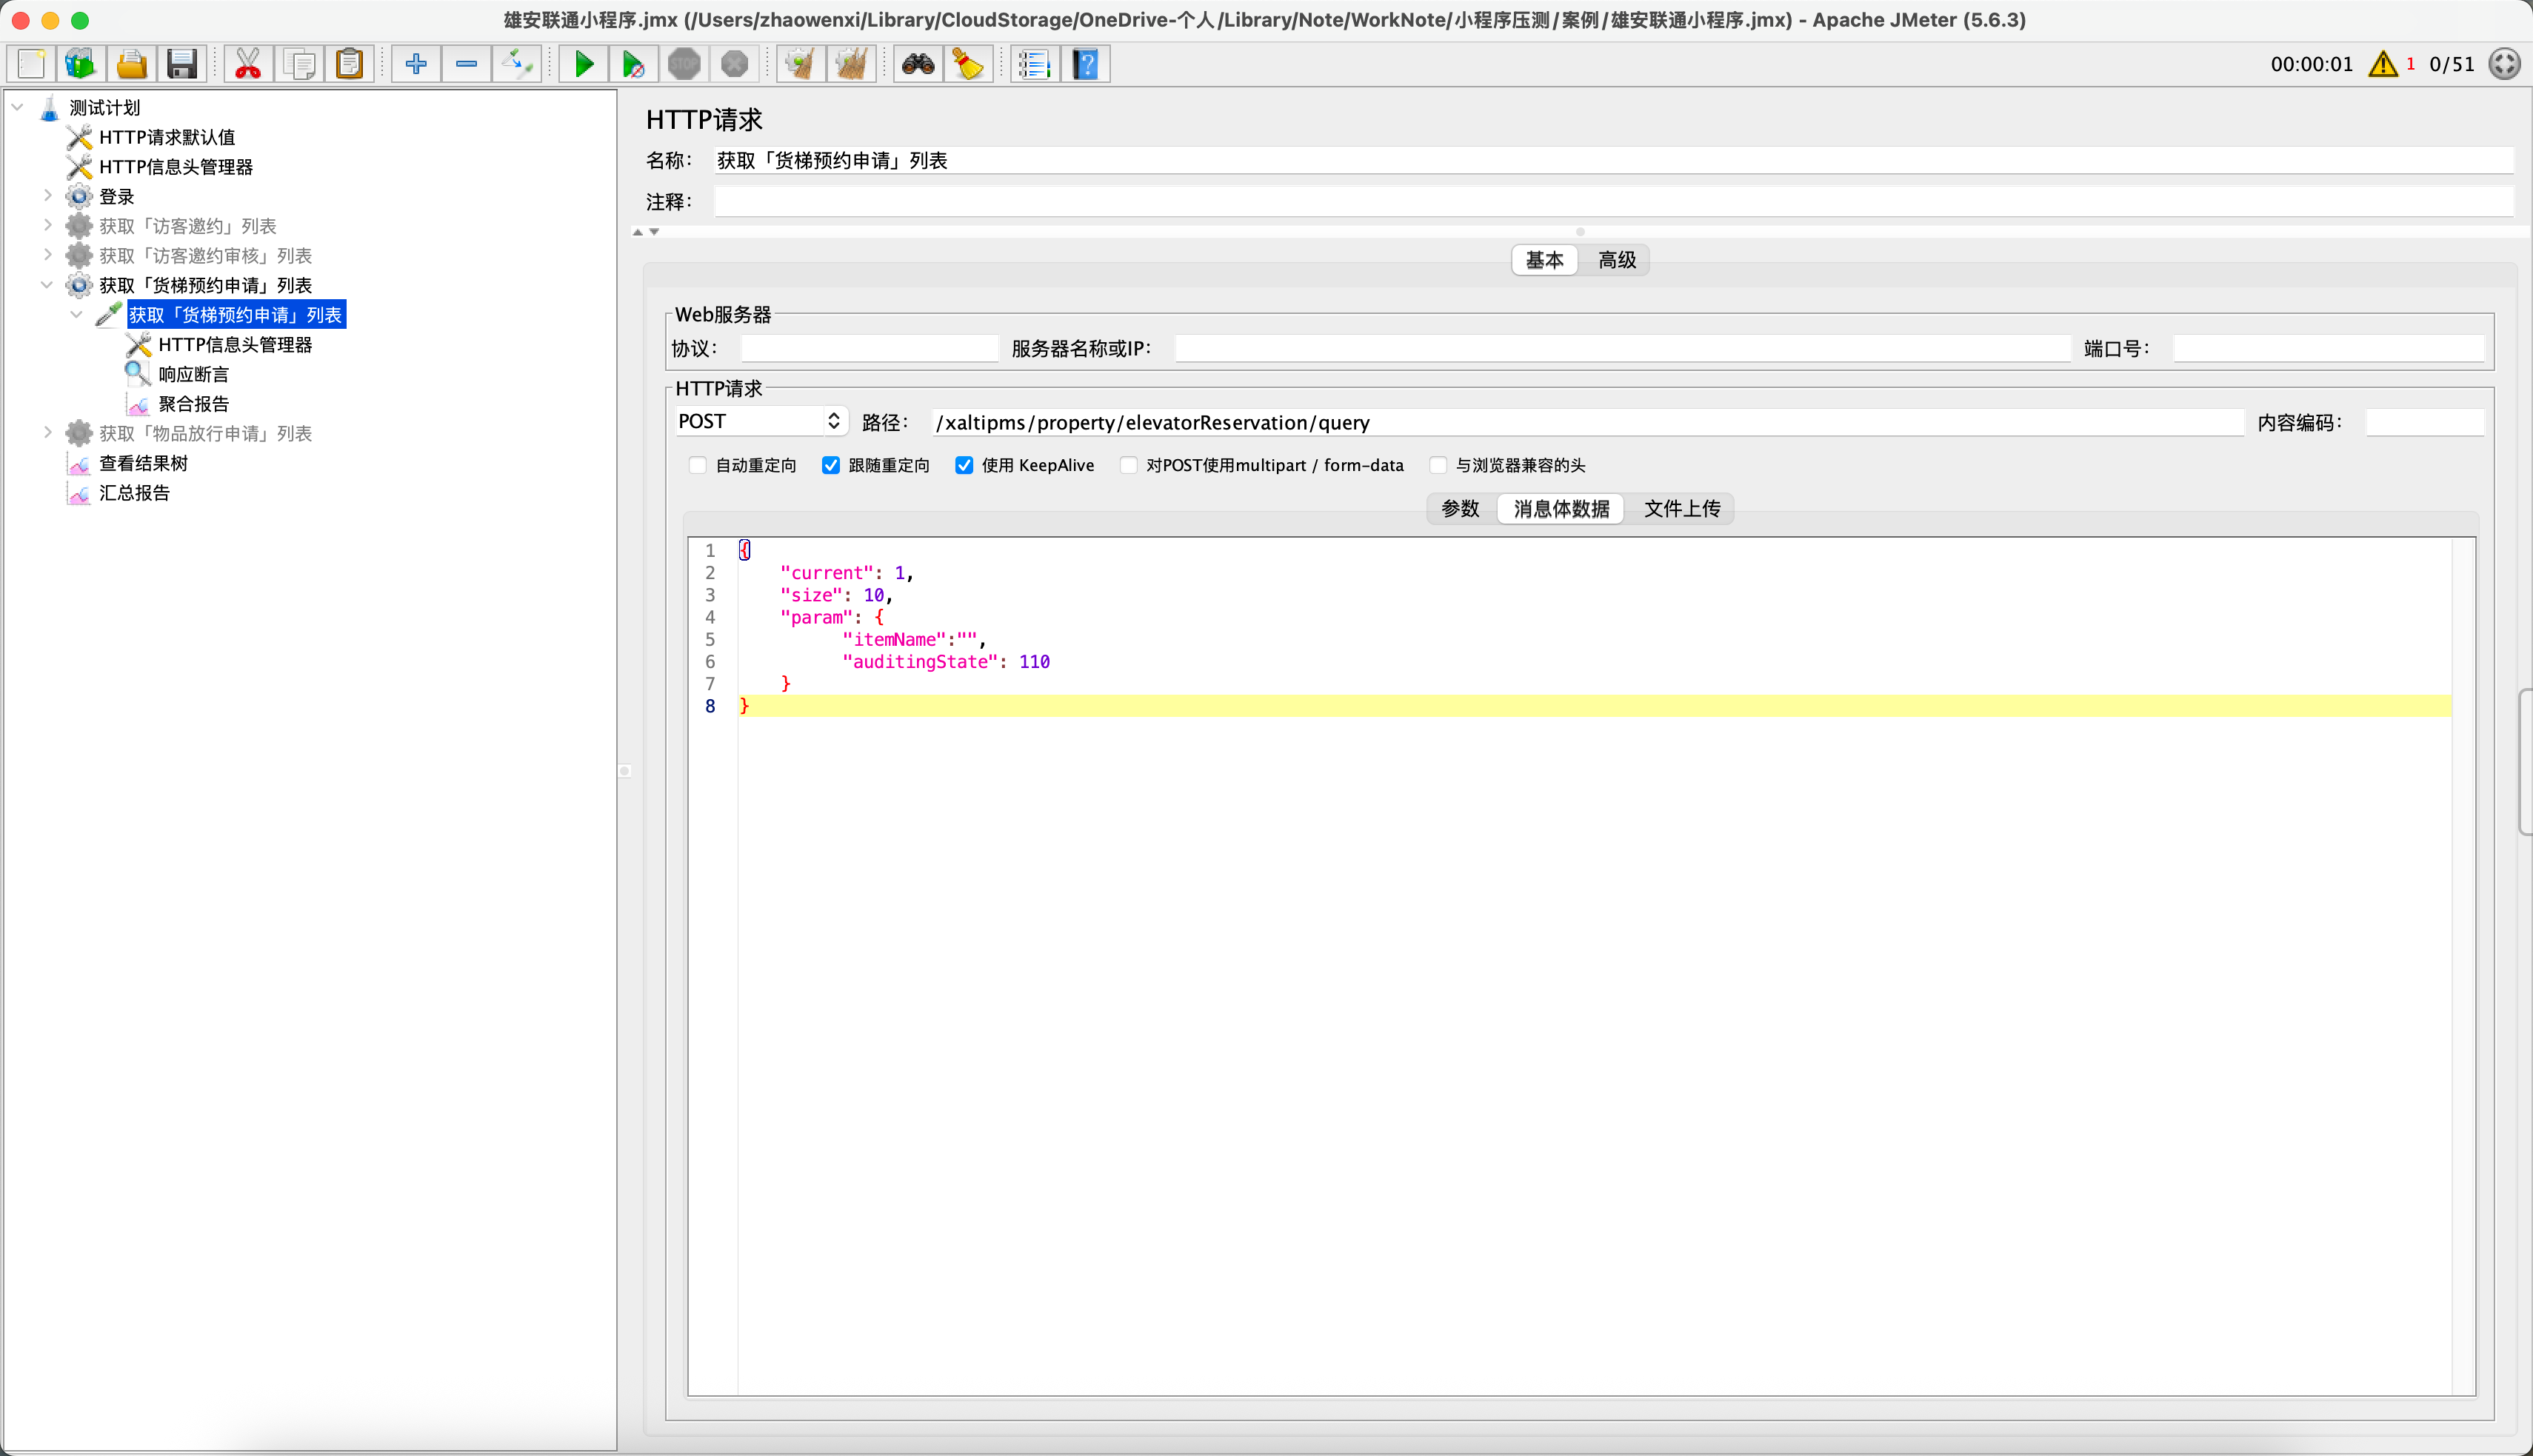 雄安联通小程序.jmx (/Users/zhaowenxi/Library/CloudStorage/OneDrive-个人/Library/Note/WorkNote/小程序压测/案例/雄安联通小程序.jmx) - Apache JMeter (5.6.3)
STOP
00:00:01 1 0/51
测试计划
HTTP请求默认值
HTTP信息头管理器
登录
获取「访客邀约」列表
获取「访客邀约审核」列表
获取「货梯预约申请」列表
获取「货梯预约申请」列表
HTTP信息头管理器
响应断言
聚合报告
获取「物品放行申请」列表
查看结果树
汇总报告
HTTP请求
名称： 获取「货梯预约申请」列表
注释：
基本 高级
Web服务器
协议： 服务器名称或IP： 端口号：
HTTP请求
POST 路径： /xaltipms/property/elevatorReservation/query 内容编码：
自动重定向 跟随重定向 使用 KeepAlive 对POST使用multipart / form-data 与浏览器兼容的头
参数 消息体数据 文件上传
1 {
2 "current": 1,
3 "size": 10,
4 "param": {
5 "itemName":"",
6 "auditingState": 110
7 }
8 }